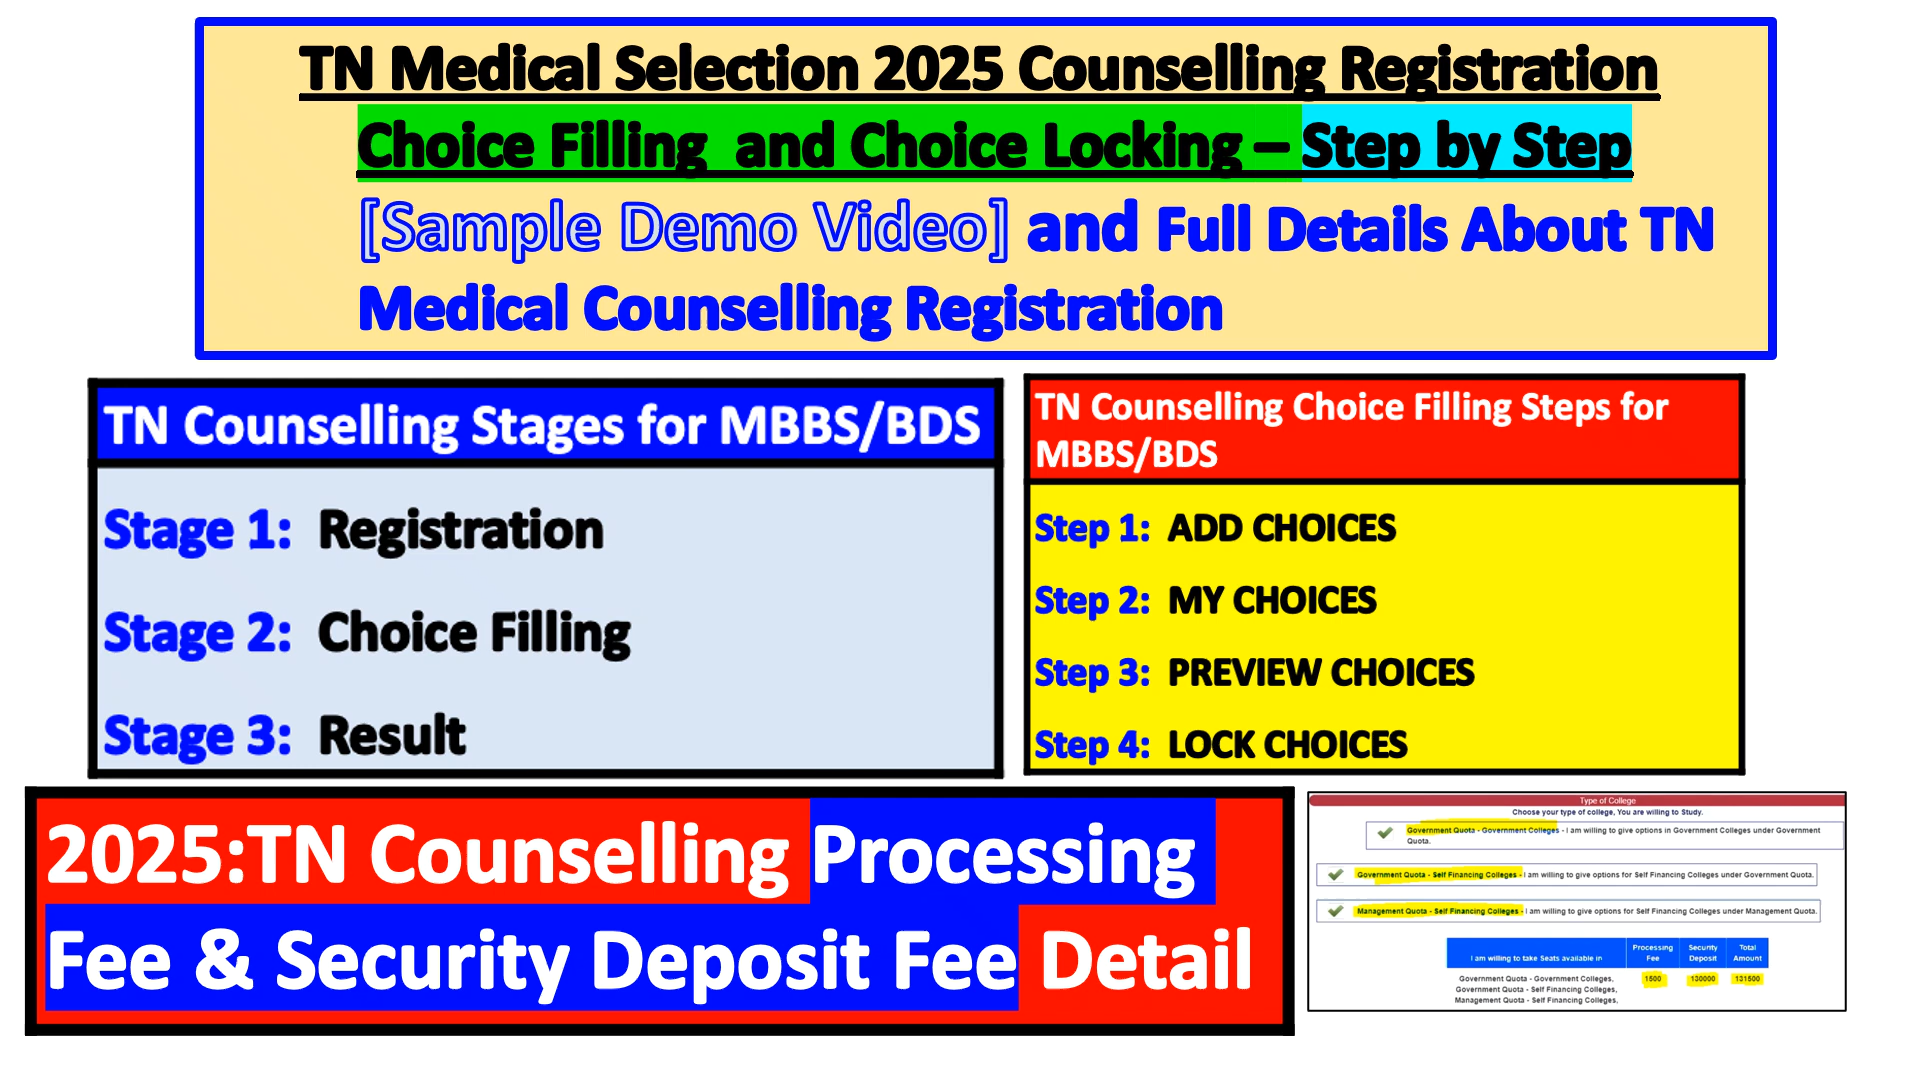 TN Medical Selection 2025 Counselling Registration
Choice Filling and Choice Locking – Step by Step
[Sample Demo Video] and Full Details About TN
Medical Counselling Registration
TN Counselling Stages for MBBS/BDS
Stage 1: Registration
Stage 2: Choice Filling
Stage 3: Result
TN Counselling Choice Filling Steps for
MBBS/BDS
Step 1: ADD CHOICES
Step 2: MY CHOICES
Step 3: PREVIEW CHOICES
Step 4: LOCK CHOICES
2025:TN Counselling Processing
Fee & Security Deposit Fee Detail
Type of College
Choose your type of college, You are willing to Study.
Government Quota - Government Colleges - I am willing to give options in Government Colleges under Government
Quota.
Government Quota - Self Financing Colleges - I am willing to give options for Self Financing Colleges under Government Quota.
Management Quota - Self Financing Colleges - I am willing to give options for Self Financing Colleges under Management Quota.
I am willing to take Seats available in Processing Fee Security Deposit Total Amount
Government Quota - Government Colleges, 1500 130000 131500
Government Quota - Self Financing Colleges,
Management Quota - Self Financing Colleges,